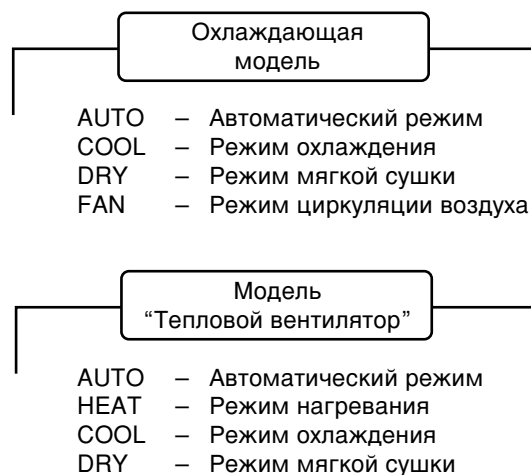 Охлаждающая
модель
AUTO – Автоматический режим
COOL – Режим охлаждения
DRY – Режим мягкой сушки
FAN – Режим циркуляции воздуха
Модель
“Тепловой вентилятор”
AUTO – Автоматический режим
HEAT – Режим нагревания
COOL – Режим охлаждения
DRY – Режим мягкой сушки